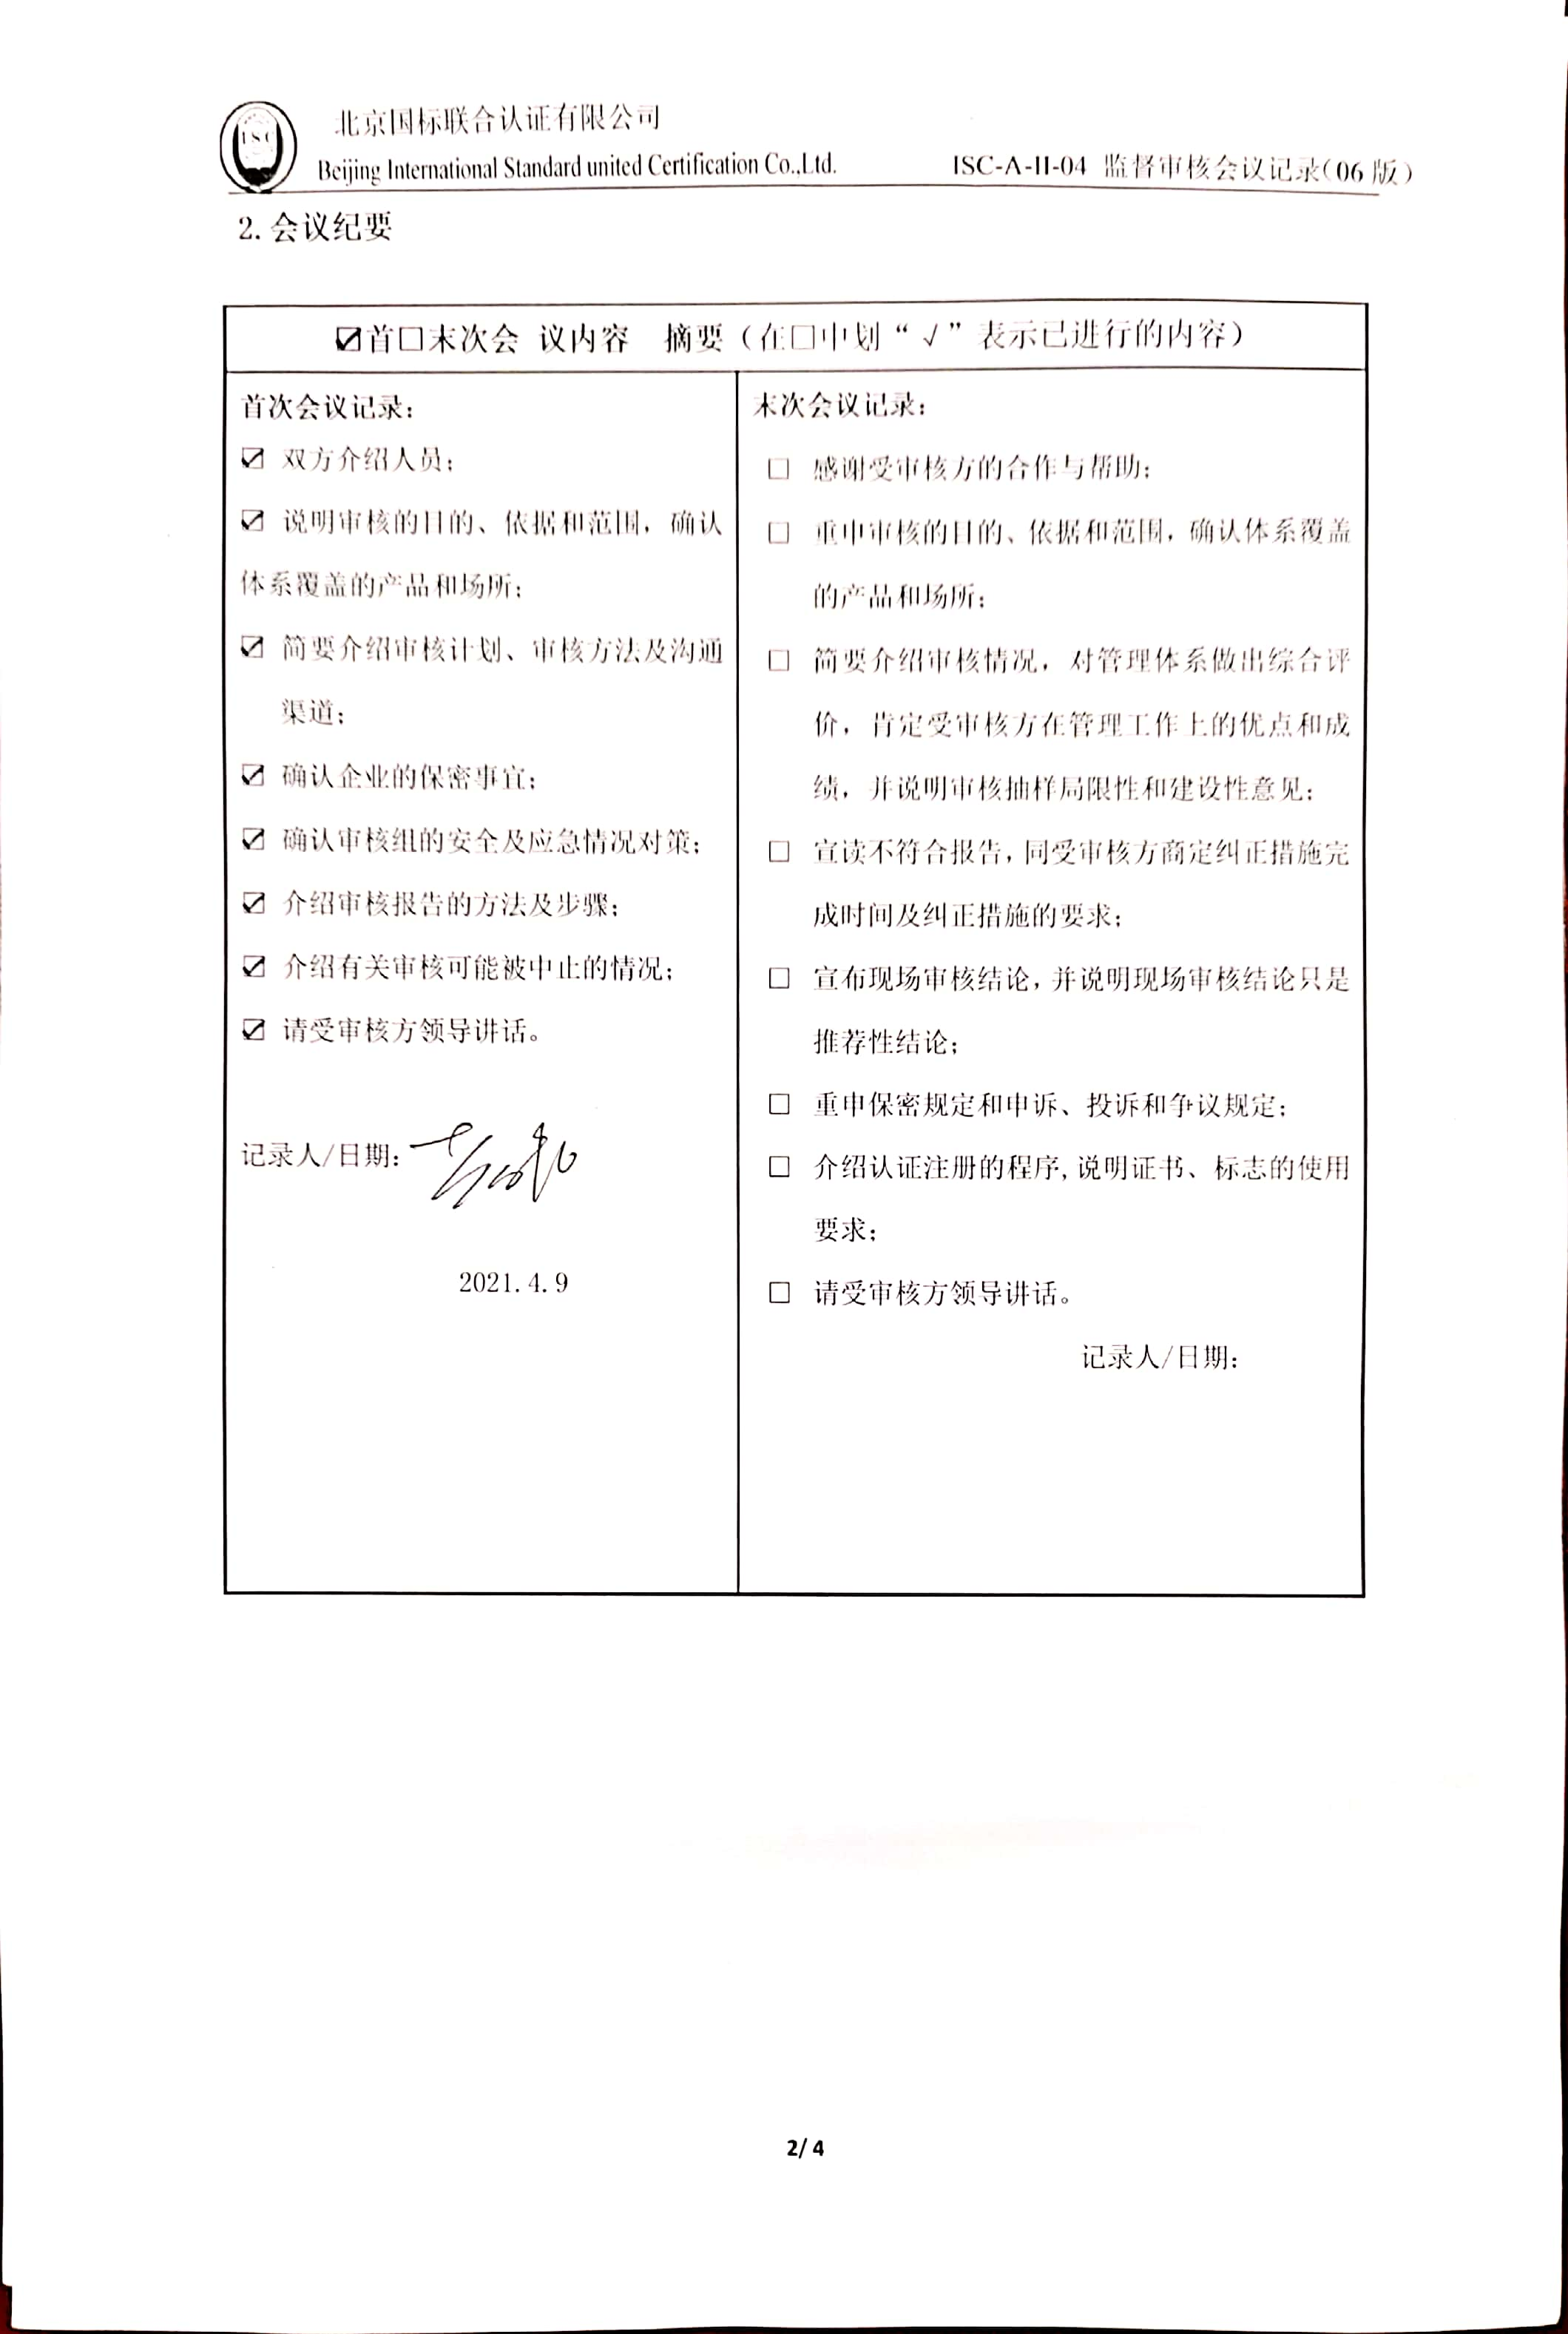 ISC
北京国标联合认证有限公司
Beijing International Standard united Certification Co.,Ltd.
ISC-A-II-04 监督审核会议记录(06 版)
2. 会议纪要
☑首□末次会 议内容 摘要（在□中划“√”表示已进行的内容）
首次会议记录：
☑ 双方介绍人员；
☑ 说明审核的目的、依据和范围，确认
体系覆盖的产品和场所；
☑ 简要介绍审核计划、审核方法及沟通
渠道；
☑ 确认企业的保密事宜；
☑ 确认审核组的安全及应急情况对策；
☑ 介绍审核报告的方法及步骤；
☑ 介绍有关审核可能被中止的情况；
☑ 请受审核方领导讲话。
记录人/日期：
2021.4.9
末次会议记录：
□ 感谢受审核方的合作与帮助；
□ 重申审核的目的、依据和范围，确认体系覆盖
的产品和场所；
□ 简要介绍审核情况，对管理体系做出综合评
价，肯定受审核方在管理工作上的优点和成
绩，并说明审核抽样局限性和建设性意见；
□ 宣读不符合报告，同受审核方商定纠正措施完
成时间及纠正措施的要求；
□ 宣布现场审核结论，并说明现场审核结论只是
推荐性结论；
□ 重申保密规定和申诉、投诉和争议规定；
□ 介绍认证注册的程序，说明证书、标志的使用
要求；
□ 请受审核方领导讲话。
记录人/日期：
2/ 4